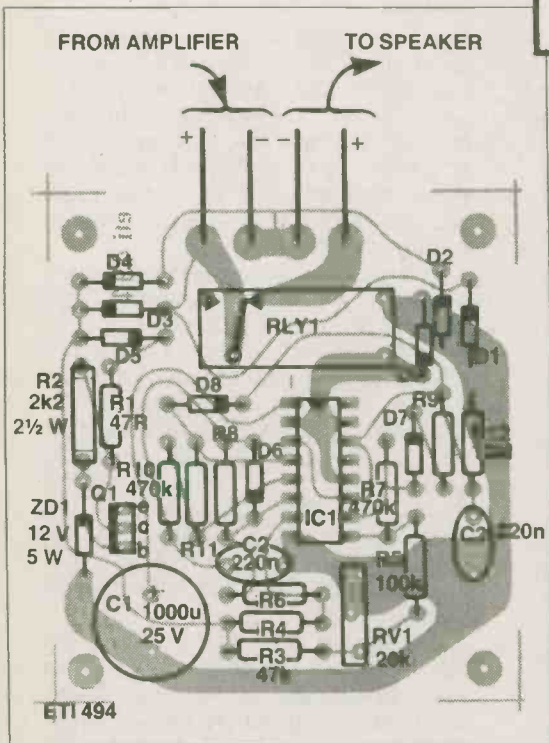 FROM AMPLIFIER
TO SPEAKER
+ - - +
D4
D3
D5
D2
D1
RLY1
R2
2k2
2½ W
R1
47R
D8
R8
D6
D7
R9
R10
470k
R11
IC1
R7
470k
Q1
e
b
ZD1
12 V
5 W
C2
220n
20n
R5
100k
C1
1000u
25 V
R6
R4
R3
47k
RV1
20k
ETI 494